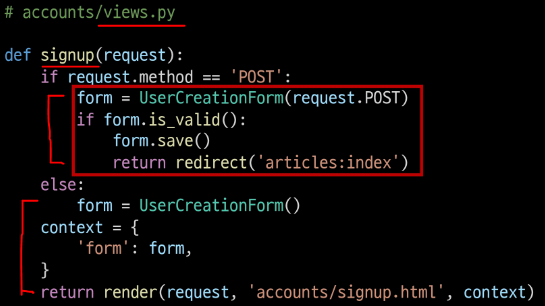 # accounts/views.py
def signup(request):
    if request.method == 'POST':
        form = UserCreationForm(request.POST)
        if form.is_valid():
            form.save()
            return redirect('articles:index')
    else:
        form = UserCreationForm()
    context = {
        'form': form,
    }
    return render(request, 'accounts/signup.html', context)